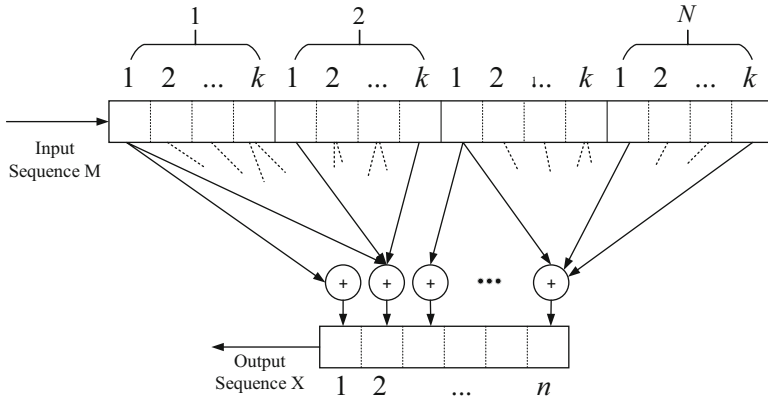 1 2 N
1 2 ... k 1 2 ... k 1 2 ... k 1 2 ... k
Input
Sequence M
+ + + ... +
Output
Sequence X
1 2 ... n